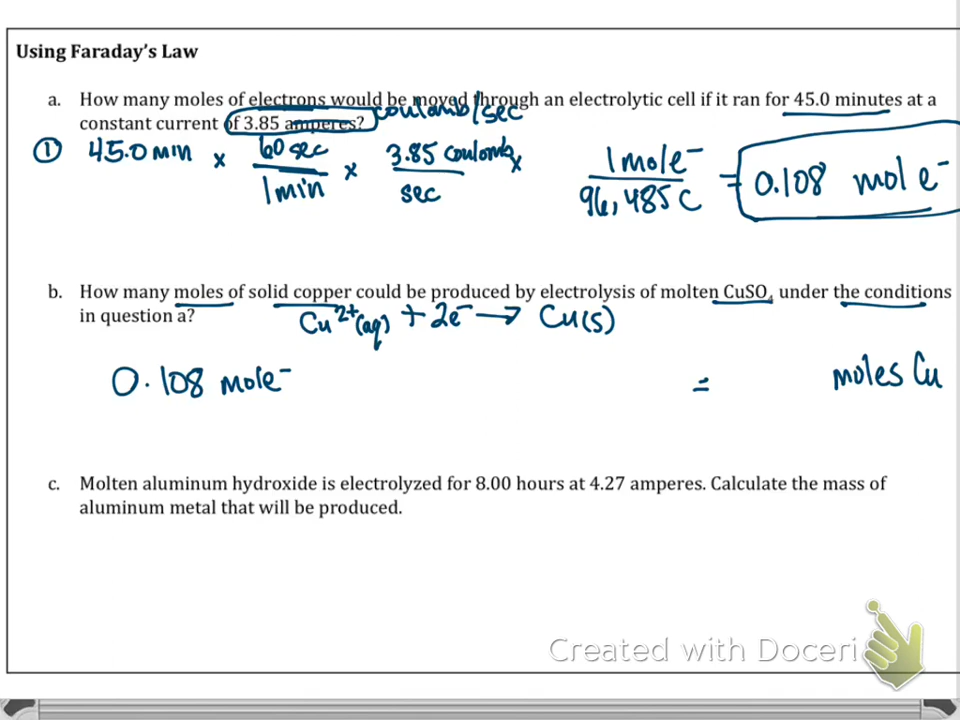 Using Faraday's Law
a. How many moles of electrons would be moved through an electrolytic cell if it ran for 45.0 minutes at a
constant current of 3.85 amperes?
coulomb/sec
① 45.0 min x 60 sec / 1 min x 3.85 coulomb / sec x 1 mol e⁻ / 96,485 C = 0.108 mol e⁻
b. How many moles of solid copper could be produced by electrolysis of molten CuSO₄ under the conditions
in question a?
Cu²⁺(aq) + 2e⁻ → Cu(s)
0.108 mol e⁻ = moles Cu
c. Molten aluminum hydroxide is electrolyzed for 8.00 hours at 4.27 amperes. Calculate the mass of
aluminum metal that will be produced.
Created with Doceri